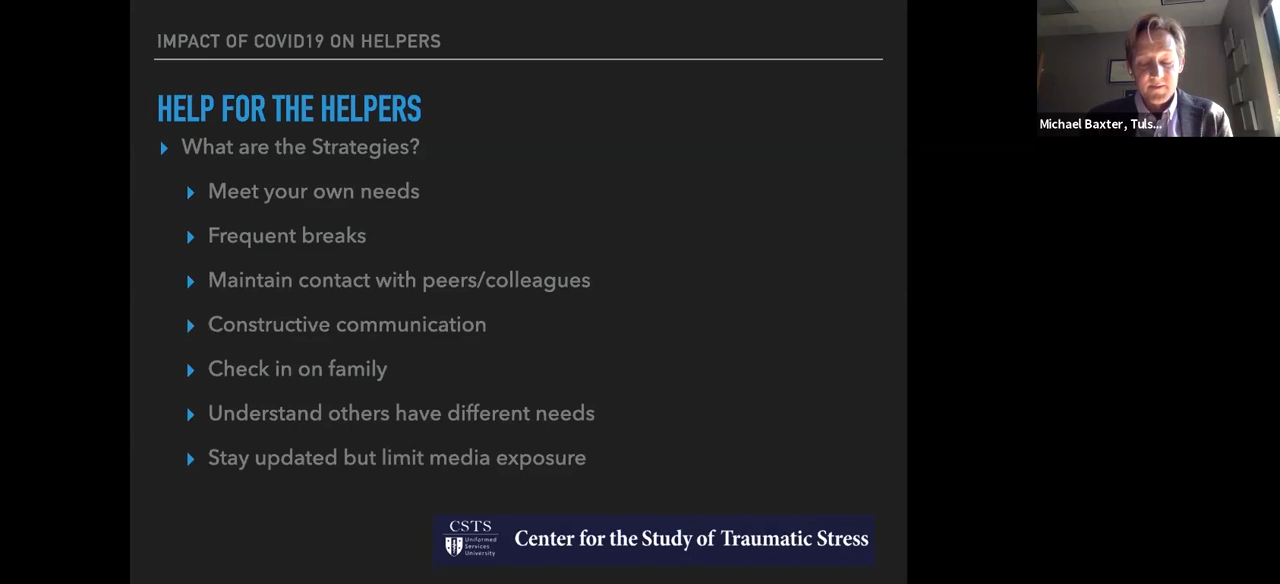 IMPACT OF COVID19 ON HELPERS
HELP FOR THE HELPERS
What are the Strategies?
Meet your own needs
Frequent breaks
Maintain contact with peers/colleagues
Constructive communication
Check in on family
Understand others have different needs
Stay updated but limit media exposure
CSTS
Uniformed
Services
University
Center for the Study of Traumatic Stress
Michael Baxter, Tuls...